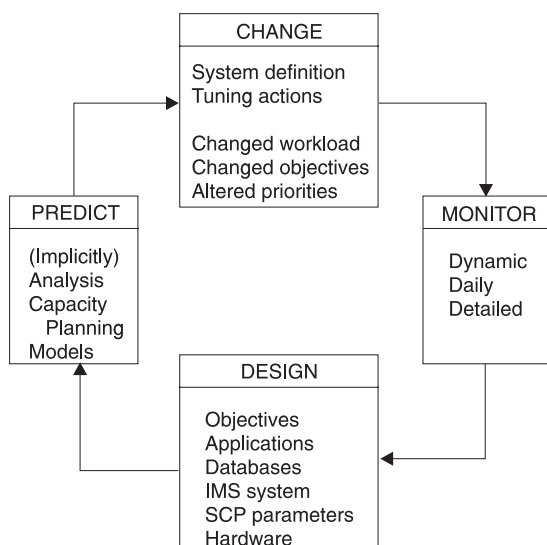 CHANGE
System definition
Tuning actions
Changed workload
Changed objectives
Altered priorities
PREDICT
(Implicitly)
Analysis
Capacity
Planning
Models
MONITOR
Dynamic
Daily
Detailed
DESIGN
Objectives
Applications
Databases
IMS system
SCP parameters
Hardware